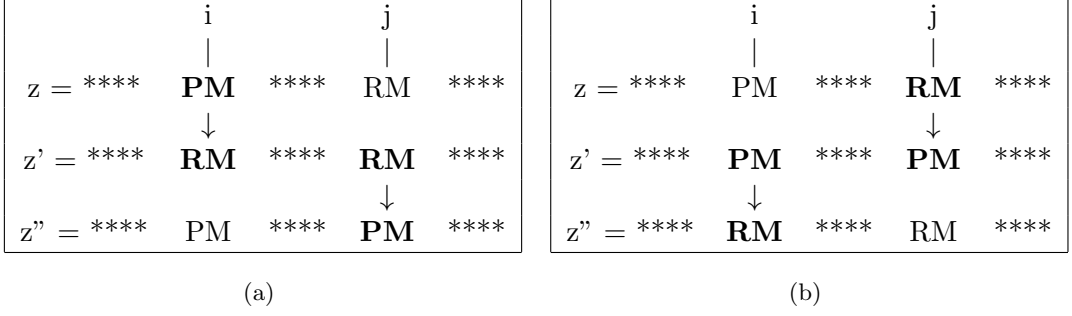 i j
| |
z = **** PM **** RM ****
↓
z' = **** RM **** RM ****
↓
z" = **** PM **** PM ****
(a)
i j
| |
z = **** PM **** RM ****
↓
z' = **** PM **** PM ****
↓
z" = **** RM **** RM ****
(b)